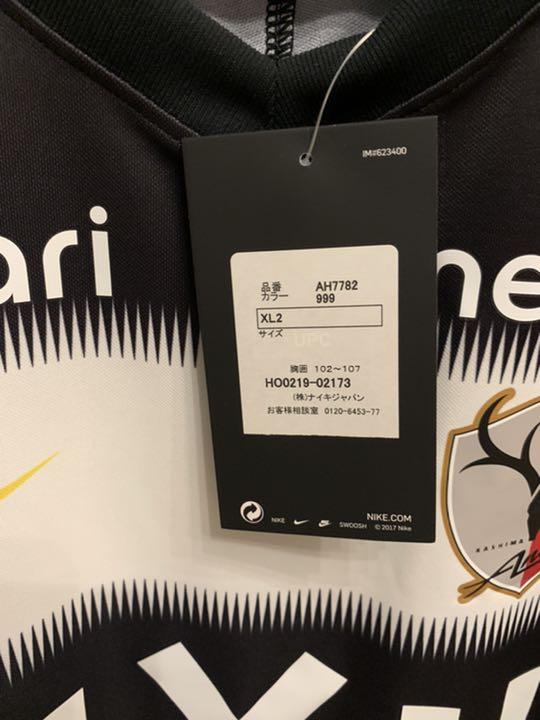 IM#623400
ari
ne
品番 AH7782
カラー 999
XL2
サイズ
UPC
胸囲 102～107
HO0219-02173
(株)ナイキジャパン
お客様相談室 0120-6453-77
NIKE SWOOSH
NIKE.COM
© 2017 Nike
KASHIMA